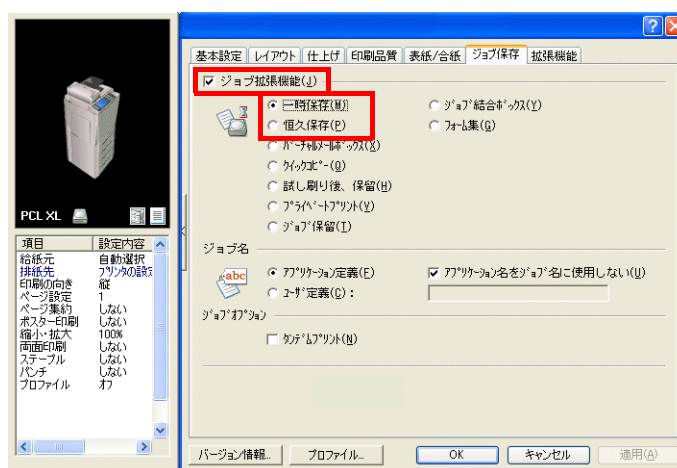 基本設定 レイアウト 仕上げ 印刷品質 表紙/合紙 ジョブ保存 拡張機能
ジョブ拡張機能(J)
一時保存(M)
ジョブ結合ボックス(Y)
恒久保存(P)
フォーム集(G)
バーチャルメールボックス(X)
クイックコピー(Q)
試し刷り後、保留(H)
プライベートプリント(V)
ジョブ保留(I)
ジョブ名
abc
アプリケーション定義(E)
アプリケーション名をジョブ名に使用しない(U)
ユーザ定義(C):
ジョブオプション
タンデムプリント(N)
バージョン情報... プロファイル... OK キャンセル 適用(A)
PCL XL
項目 設定内容
給紙元 自動選択
排紙先 プリンタの設定
印刷の向き 縦
ページ設定 1
ページ集約 しない
ポスター印刷 しない
縮小・拡大 100%
両面印刷 しない
ステープル しない
パンチ しない
プロファイル オフ